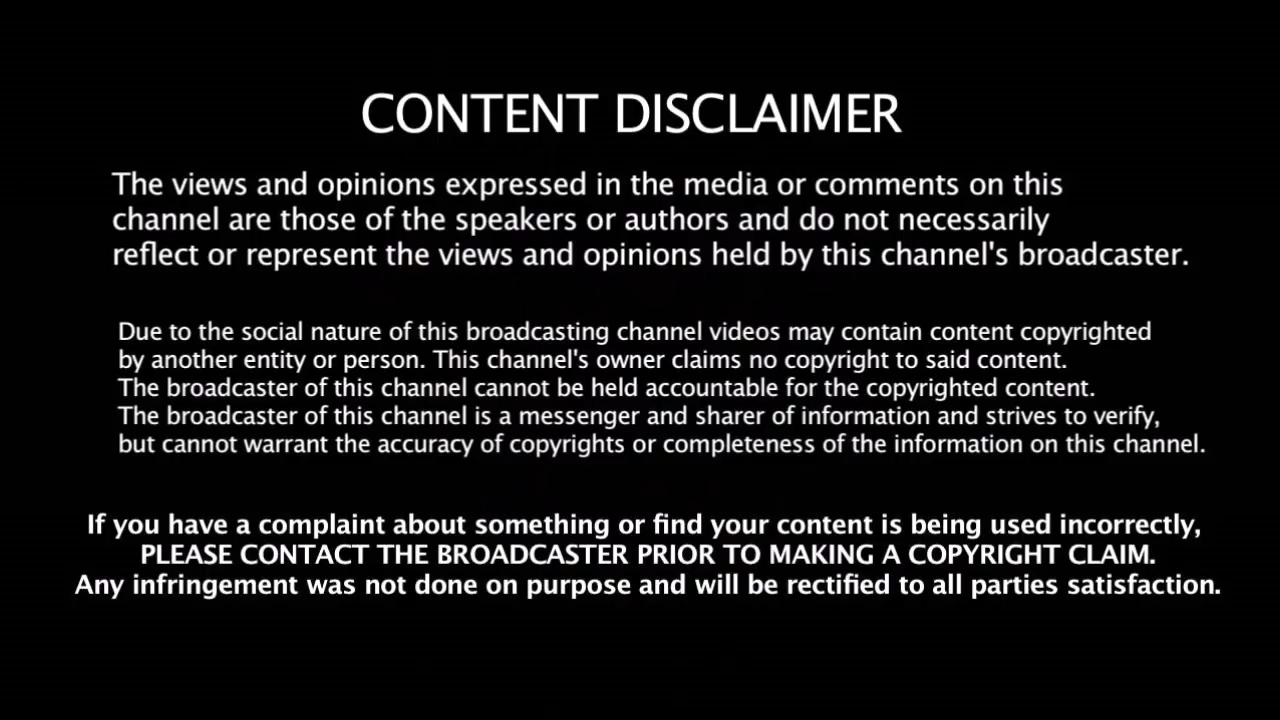 CONTENT DISCLAIMER
The views and opinions expressed in the media or comments on this
channel are those of the speakers or authors and do not necessarily
reflect or represent the views and opinions held by this channel's broadcaster.
Due to the social nature of this broadcasting channel videos may contain content copyrighted
by another entity or person. This channel's owner claims no copyright to said content.
The broadcaster of this channel cannot be held accountable for the copyrighted content.
The broadcaster of this channel is a messenger and sharer of information and strives to verify,
but cannot warrant the accuracy of copyrights or completeness of the information on this channel.
If you have a complaint about something or find your content is being used incorrectly,
PLEASE CONTACT THE BROADCASTER PRIOR TO MAKING A COPYRIGHT CLAIM.
Any infringement was not done on purpose and will be rectified to all parties satisfaction.